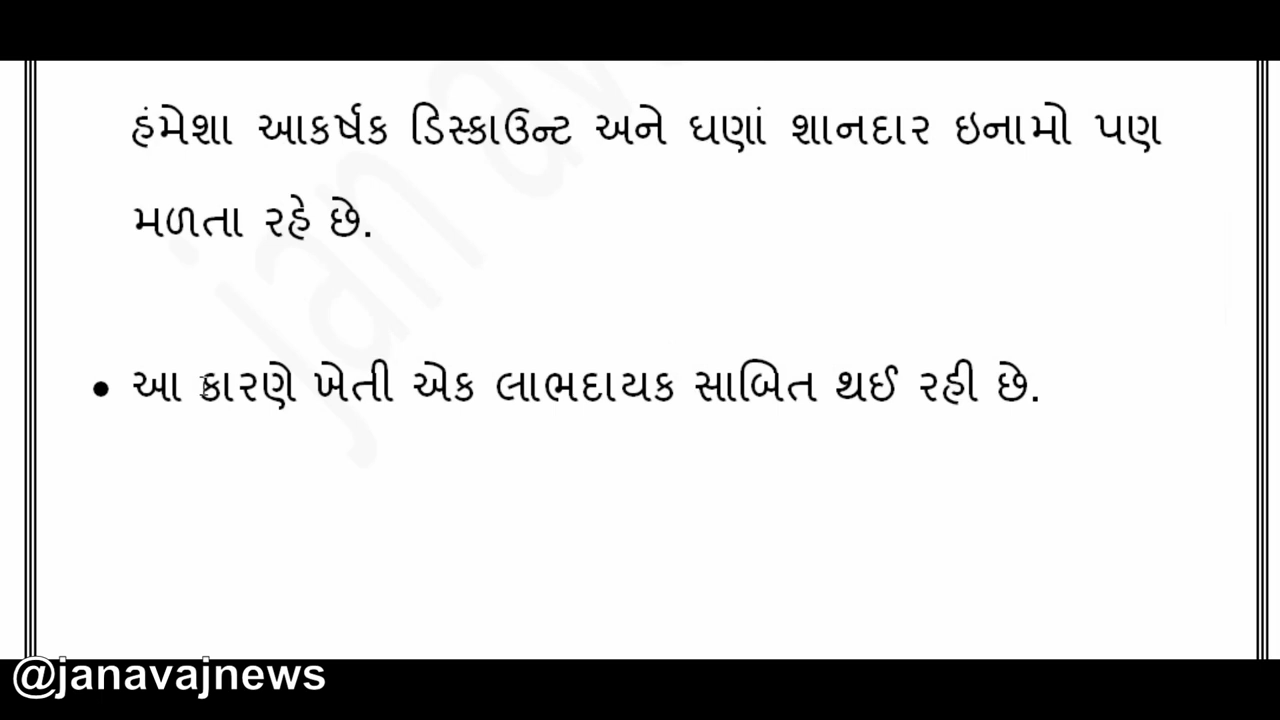 હંમેશા આકર્ષક ડિસ્કાઉન્ટ અને ઘણાં શાનદાર ઇનામો પણ
મળતા રહે છે.
• આ કારણે ખેતી એક લાભદાયક સાબિત થઈ રહી છે.
@janavajnews